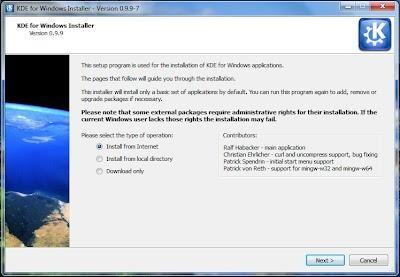 KDE for Windows Installer - Version 0.9.9-7
KDE for Windows Installer
Version 0.9.9
This setup program is used for the installation of KDE for Windows applications.
The pages that follow will guide you through the installation.
This installer will install only a basic set of applications by default. You can run this program again to add, remove or
upgrade packages if necessary.
Please note that some external packages require administrative rights for their installation. If the
current Windows user lacks those rights the installation may fail.
Please select the type of operation:
Install from Internet
Install from local directory
Download only
Contributors:
Ralf Habacker - main application
Christian Ehrlicher - curl and uncompress support, bug fixing
Patrick Spendrin - initial start menu support
Patrick von Reth - support for mingw-w32 and mingw-w64
Next >
Cancel